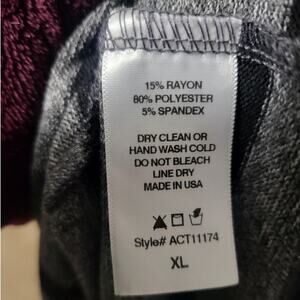 15% RAYON
80% POLYESTER
5% SPANDEX
DRY CLEAN OR
HAND WASH COLD
DO NOT BLEACH
LINE DRY
MADE IN USA
Style# ACT11174
XL